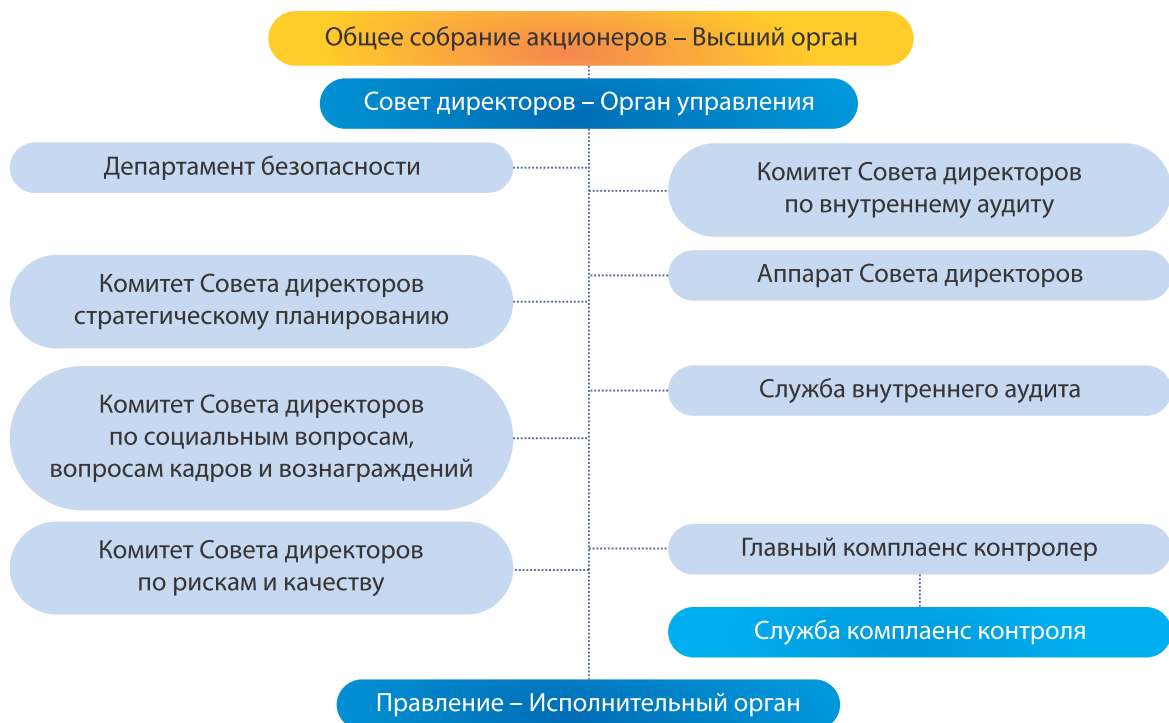 Общее собрание акционеров – Высший орган
Совет директоров – Орган управления
Департамент безопасности
Комитет Совета директоров
по внутреннему аудиту
Комитет Совета директоров
стратегическому планированию
Аппарат Совета директоров
Комитет Совета директоров
по социальным вопросам,
вопросам кадров и вознаграждений
Служба внутреннего аудита
Комитет Совета директоров
по рискам и качеству
Главный комплаенс контролер
Служба комплаенс контроля
Правление – Исполнительный орган